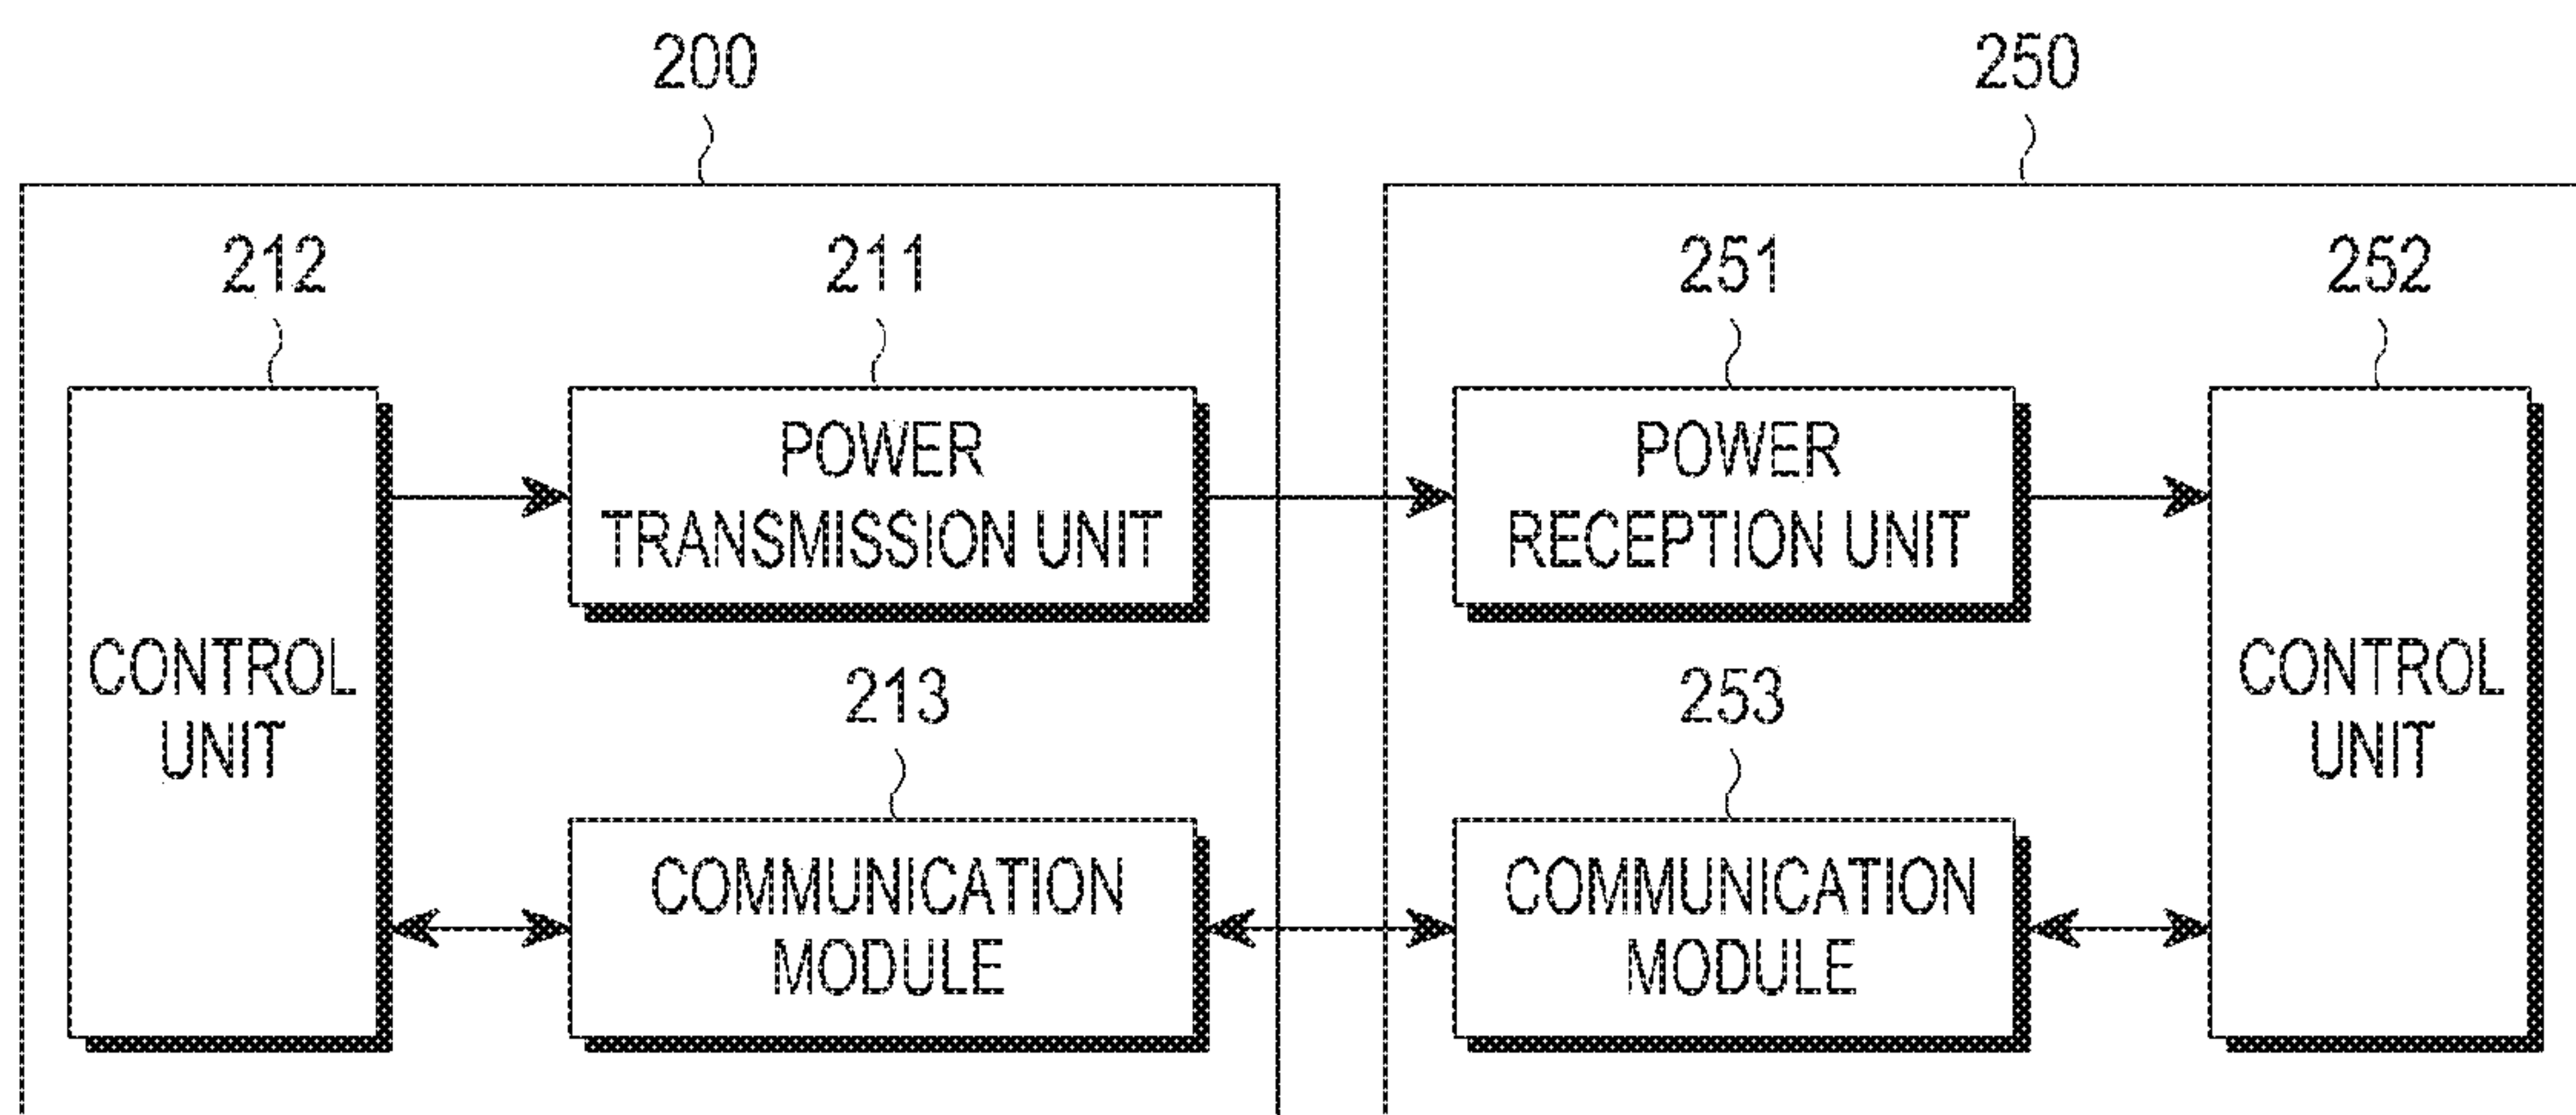 200
250
212
211
251
252
POWER
TRANSMISSION UNIT
POWER
RECEPTION UNIT
CONTROL
UNIT
213
253
CONTROL
UNIT
COMMUNICATION
MODULE
COMMUNICATION
MODULE